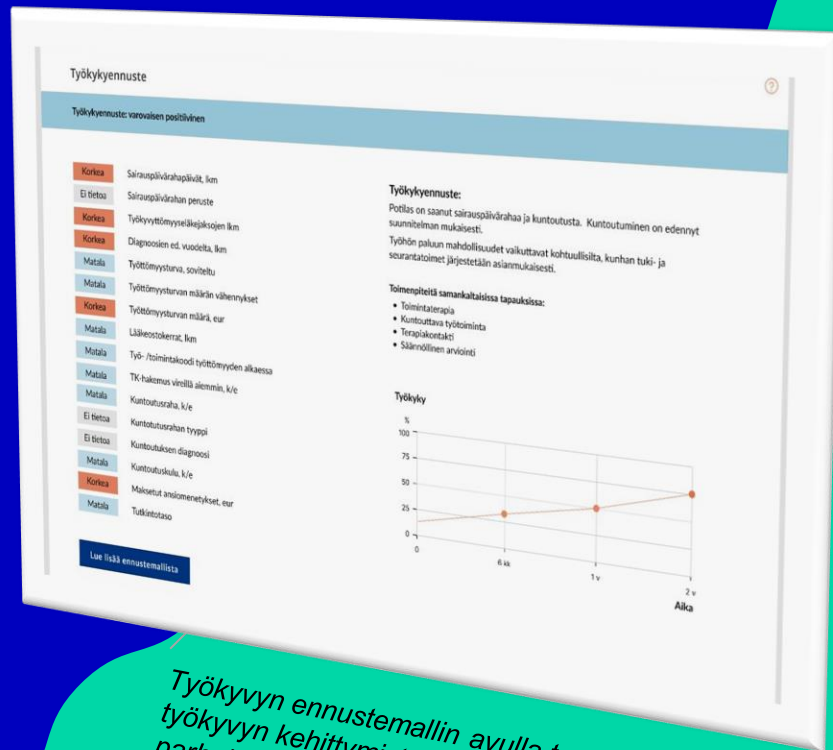 Työkykyennuste
Työkykyennuste: varovaisen positiivinen
Korkea Sairauspäivärahapäivät, lkm
Ei tietoa Sairauspäivärahan peruste
Korkea Työkyvyttömyyseläkejaksojen lkm
Korkea Diagnoosien ed. vuodelta, lkm
Matala Työttömyysturva, soviteltu
Matala Työttömyysturvan määrän vähennykset
Korkea Työttömyysturvan määrä, eur
Matala Lääkeostokerrat, lkm
Matala Työ- /toimintakoodi työttömyyden alkaessa
Matala TK-hakemus vireillä aiemmin, k/e
Matala Kuntoutusraha, k/e
Ei tietoa Kuntotutusrahan tyyppi
Ei tietoa Kuntoutuksen diagnoosi
Matala Kuntoutuskulu, k/e
Korkea Maksetut ansiomenetykset, eur
Matala Tutkintotaso
Lue lisää ennustemallista
?
Työkykyennuste:
Potilas on saanut sairauspäivärahaa ja kuntoutusta. Kuntoutuminen on edennyt
suunnitelman mukaisesti.
Työhön paluun mahdollisuudet vaikuttavat kohtuullisilta, kunhan tuki- ja
seurantatoimet järjestetään asianmukaisesti.
Toimenpiteitä samankaltaisissa tapauksissa:
• Toimintaterapia
• Kuntouttava työtoiminta
• Terapiakontakti
• Säännöllinen arviointi
Työkyky
%
100
75
50
25
0
0 6 kk 1 v 2 v
Aika
Työkyvyn ennustemallin avulla
työkyvyn